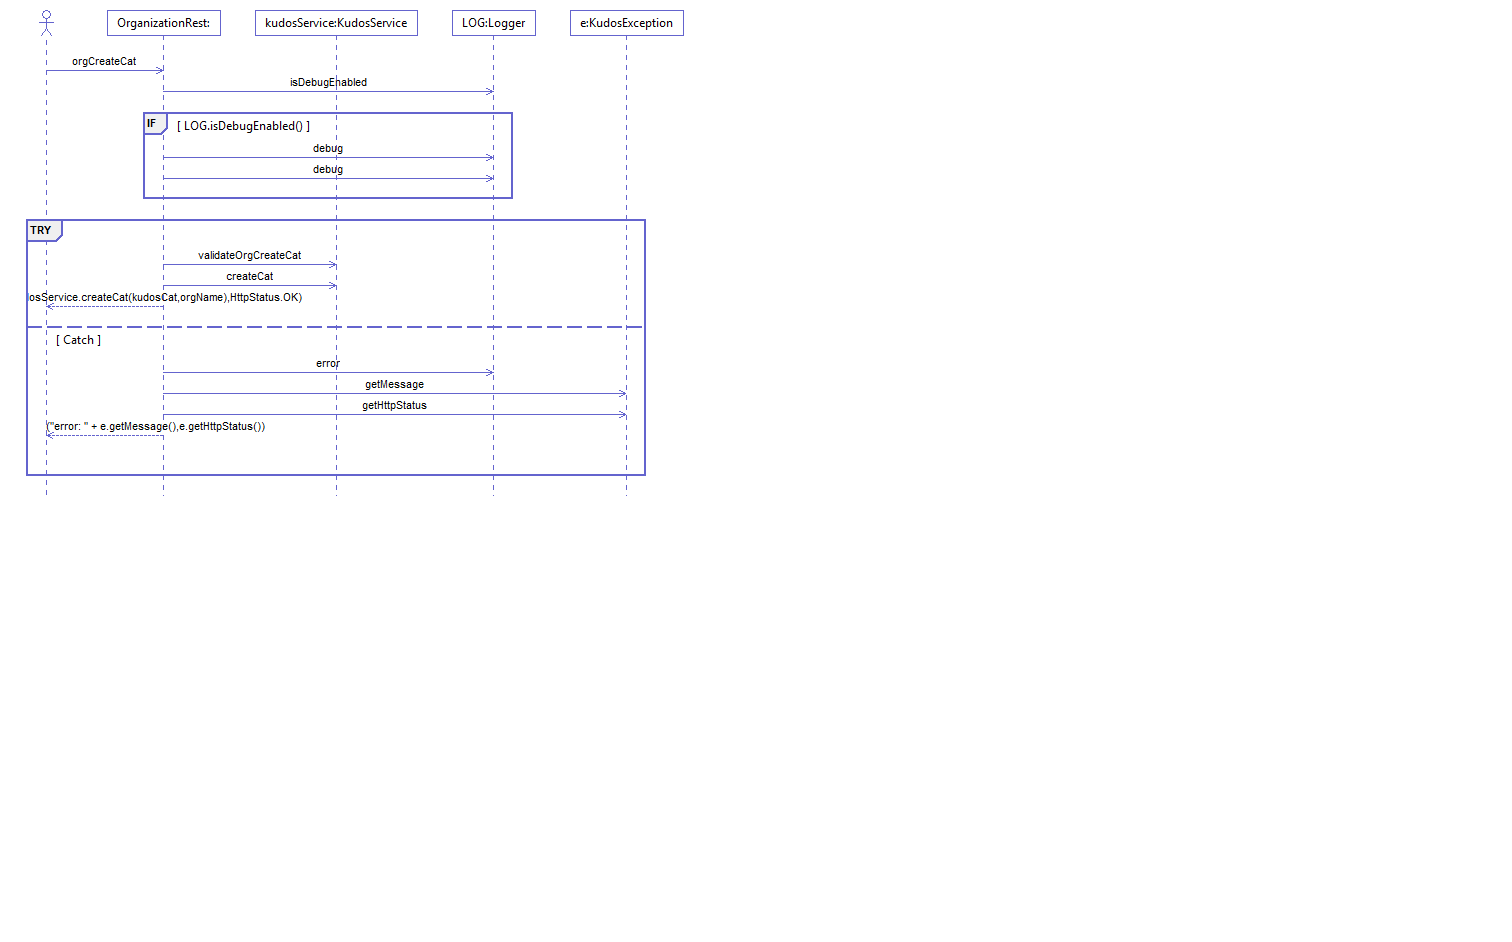 OrganizationRest:
kudosService:KudosService
LOG:Logger
e:KudosException
orgCreateCat
isDebugEnabled
IF
[ LOG.isDebugEnabled() ]
debug
debug
TRY
validateOrgCreateCat
createCat
losService.createCat(kudosCat,orgName),HttpStatus.OK)
[ Catch ]
error
getMessage
getHttpStatus
("error: " + e.getMessage(),e.getHttpStatus())